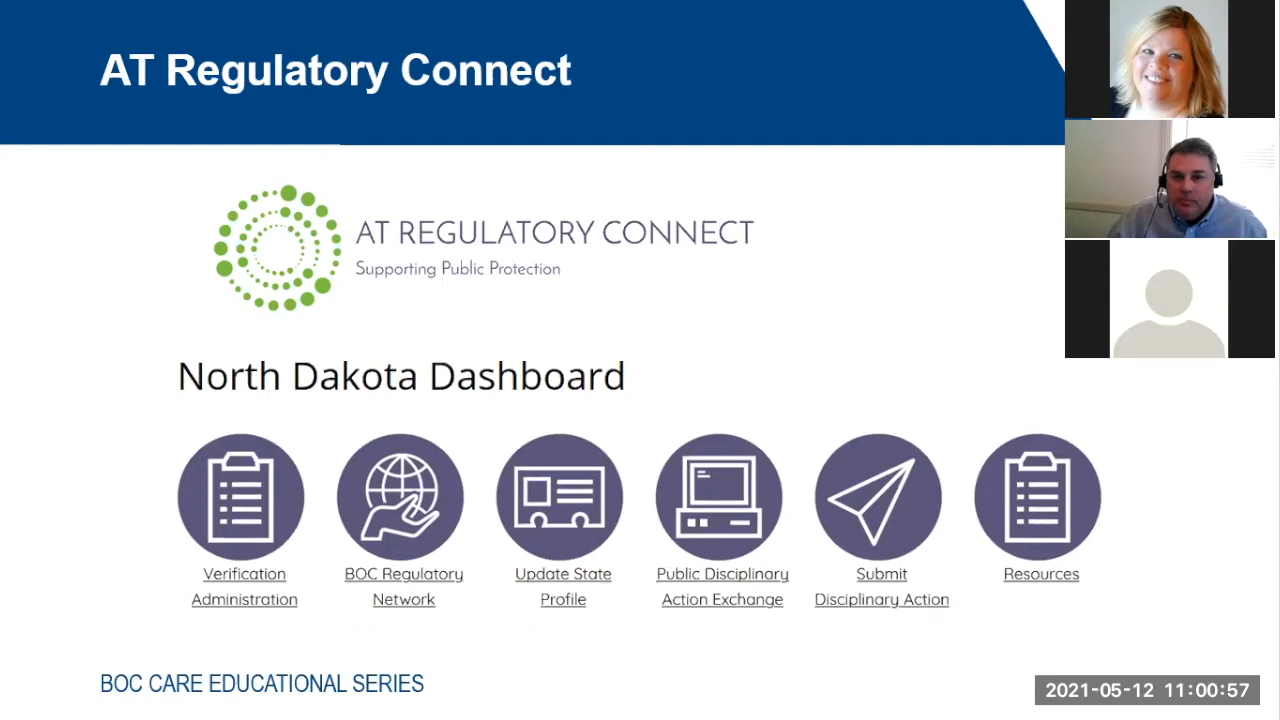 AT Regulatory Connect
AT REGULATORY CONNECT
Supporting Public Protection
North Dakota Dashboard
Verification
Administration
BOC Regulatory
Network
Update State
Profile
Public Disciplinary
Action Exchange
Submit
Disciplinary Action
Resources
BOC CARE EDUCATIONAL SERIES
2021-05-12 11:00:57